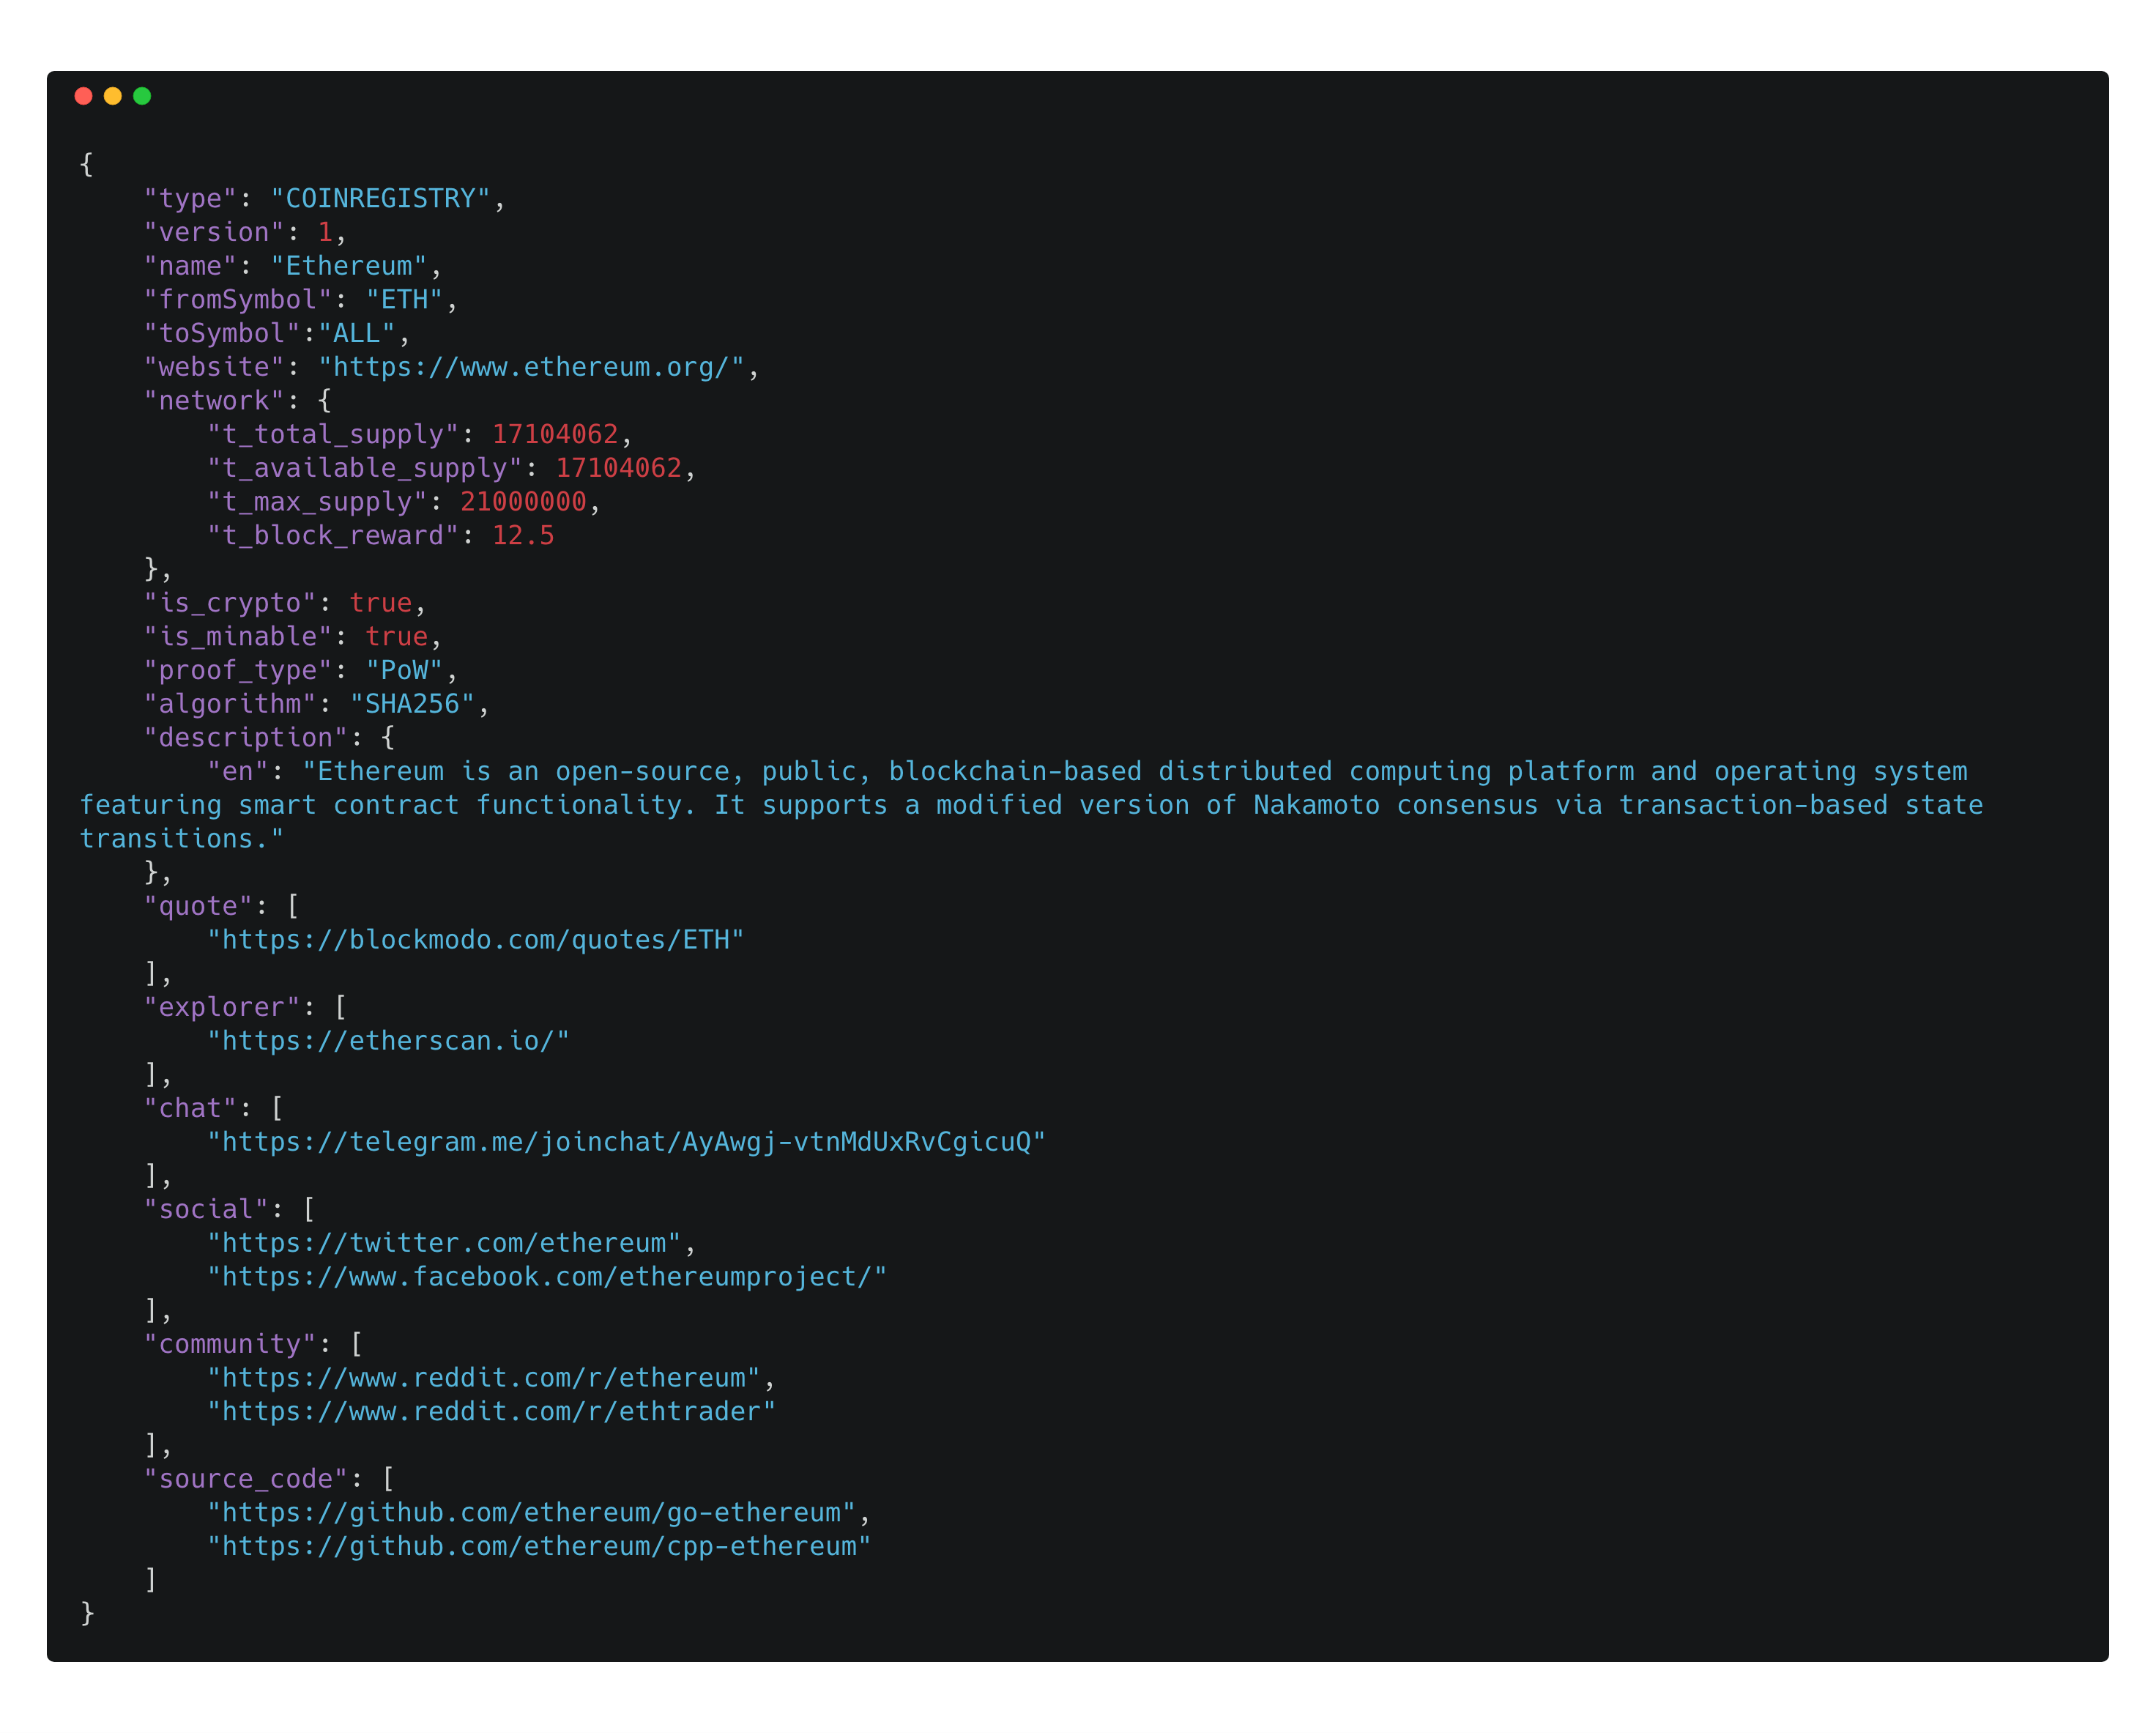 {
    "type": "COINREGISTRY",
    "version": 1,
    "name": "Ethereum",
    "fromSymbol": "ETH",
    "toSymbol":"ALL",
    "website": "https://www.ethereum.org/",
    "network": {
        "t_total_supply": 17104062,
        "t_available_supply": 17104062,
        "t_max_supply": 21000000,
        "t_block_reward": 12.5
    },
    "is_crypto": true,
    "is_minable": true,
    "proof_type": "PoW",
    "algorithm": "SHA256",
    "description": {
        "en": "Ethereum is an open-source, public, blockchain-based distributed computing platform and operating system
featuring smart contract functionality. It supports a modified version of Nakamoto consensus via transaction-based state
transitions."
    },
    "quote": [
        "https://blockmodo.com/quotes/ETH"
    ],
    "explorer": [
        "https://etherscan.io/"
    ],
    "chat": [
        "https://telegram.me/joinchat/AyAwgj-vtnMdUxRvCgicuQ"
    ],
    "social": [
        "https://twitter.com/ethereum",
        "https://www.facebook.com/ethereumproject/"
    ],
    "community": [
        "https://www.reddit.com/r/ethereum",
        "https://www.reddit.com/r/ethtrader"
    ],
    "source_code": [
        "https://github.com/ethereum/go-ethereum",
        "https://github.com/ethereum/cpp-ethereum"
    ]
}